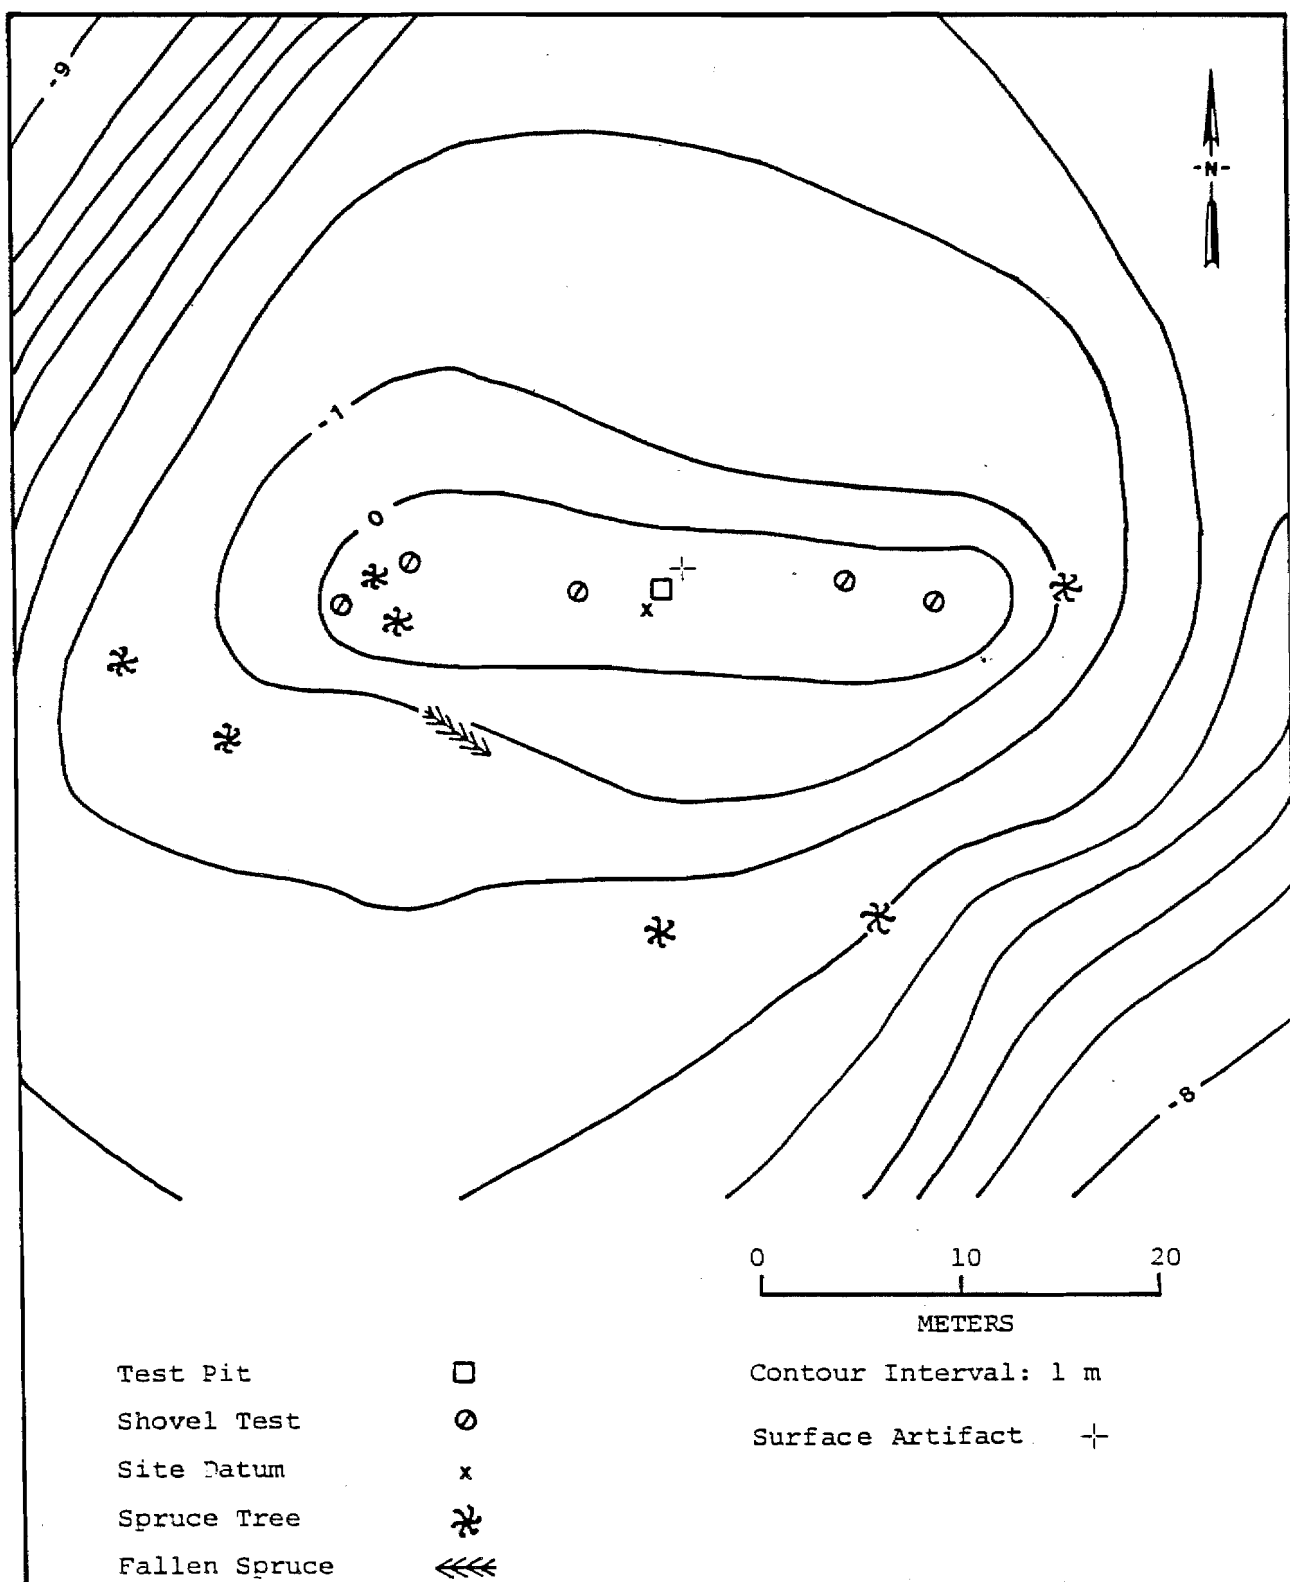 -9
-N-
-1
0
-8
0 10 20
METERS
Test Pit
Contour Interval: 1 m
Shovel Test
Surface Artifact
Site Datum
x
Spruce Tree
Fallen Spruce